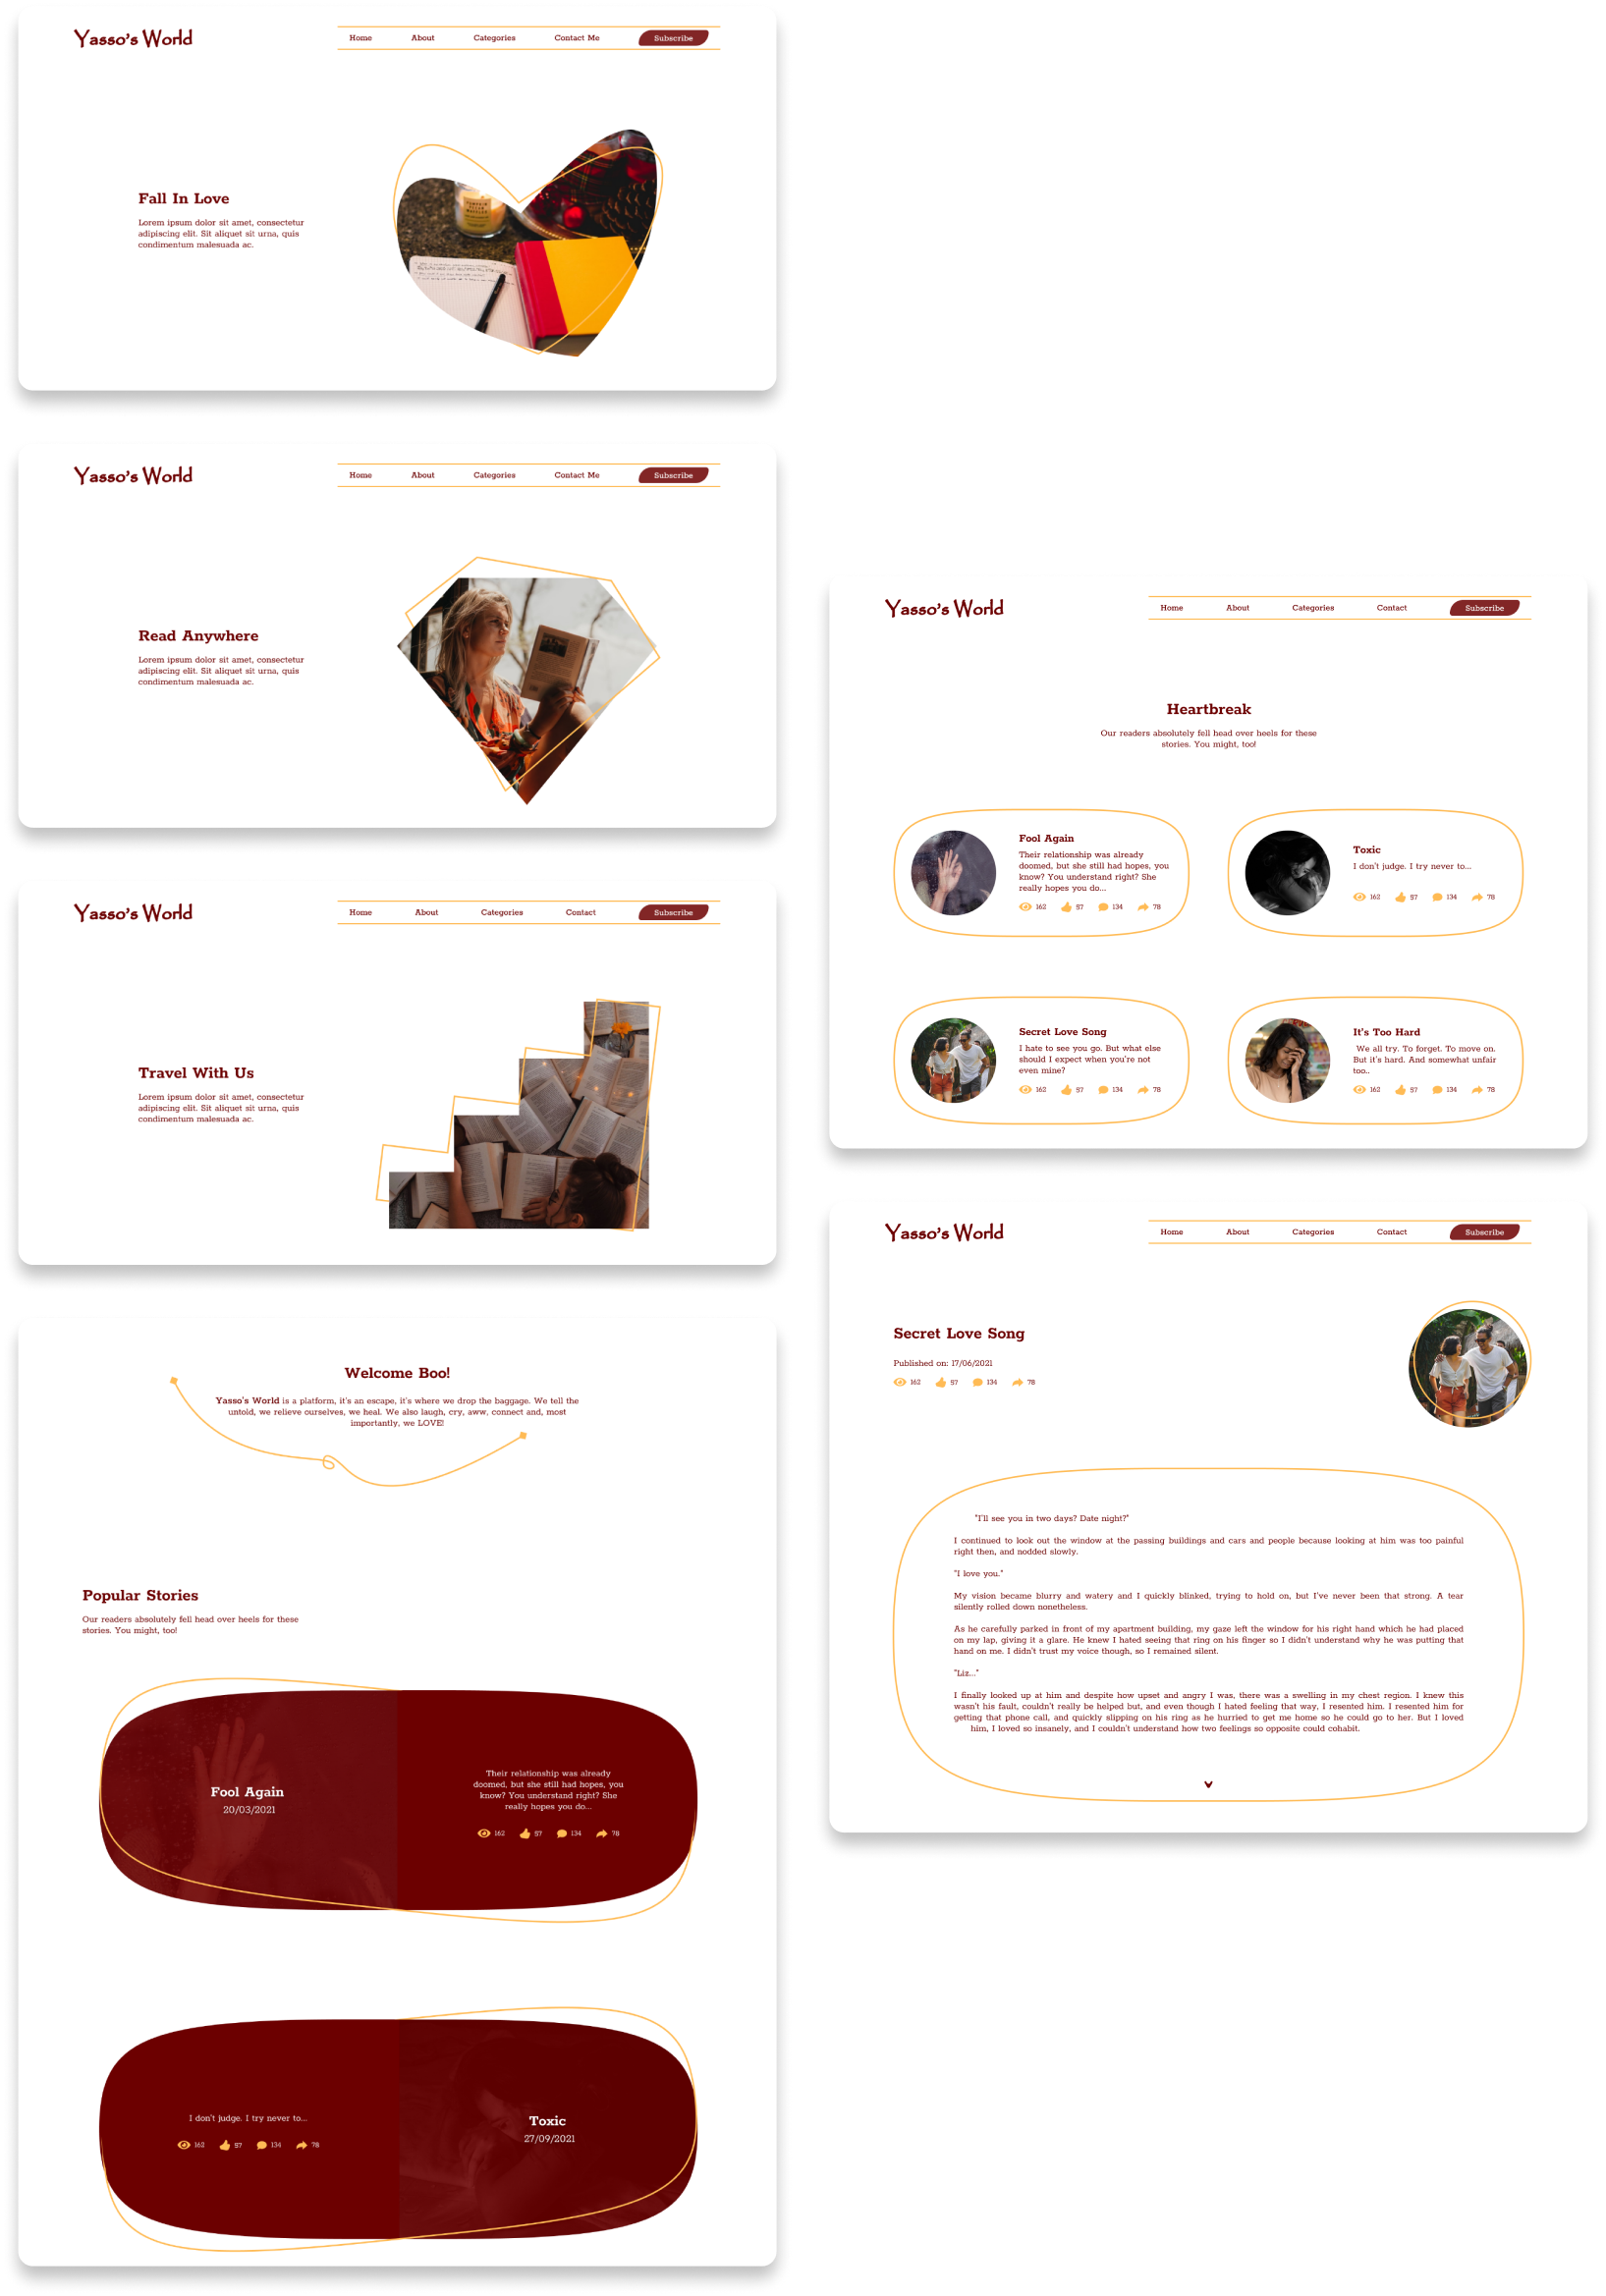 Yasso's World
Home About Categories Contact Me Subscribe
Fall In Love
Lorem ipsum dolor sit amet, consectetur
adipiscing elit. Sit aliquet sit urna, quis
condimentum malesuada ac.
Yasso's World
Home About Categories Contact Me Subscribe
Read Anywhere
Lorem ipsum dolor sit amet, consectetur
adipiscing elit. Sit aliquet sit urna, quis
condimentum malesuada ac.
Yasso's World
Home About Categories Contact Subscribe
Travel With Us
Lorem ipsum dolor sit amet, consectetur
adipiscing elit. Sit aliquet sit urna, quis
condimentum malesuada ac.
Welcome Boo!
Yasso's World is a platform, it's an escape, it's where we drop the baggage. We tell the
untold, we relieve ourselves, we heal. We also laugh, cry, aww, connect and, most
importantly, we LOVE!
Popular Stories
Our readers absolutely fell head over heels for these
stories. You might, too!
Fool Again
20/03/2021
Their relationship was already
doomed, but she still had hopes, you
know? You understand right? She
really hopes you do...
162 57 134 78
I don't judge. I try never to...
162 57 134 78
Toxic
27/09/2021
Yasso's World
Home About Categories Contact Subscribe
Heartbreak
Our readers absolutely fell head over heels for these
stories. You might, too!
Fool Again
Their relationship was already
doomed, but she still had hopes, you
know? You understand right? She
really hopes you do...
162 57 134 78
Toxic
I don't judge. I try never to...
162 57 134 78
Secret Love Song
I hate to see you go. But what else
should I expect when you're not
even mine?
162 57 134 78
It's Too Hard
We all try. To forget. To move on.
But it's hard. And somewhat unfair
too..
162 57 134 78
Yasso's World
Home About Categories Contact Subscribe
Secret Love Song
Published on: 17/06/2021
162 57 134 78
"I'll see you in two days? Date night?"
I continued to look out the window at the passing buildings and cars and people because looking at him was too painful
right then, and nodded slowly.
"I love you."
My vision became blurry and watery and I quickly blinked, trying to hold on, but I've never been that strong. A tear
silently rolled down nonetheless.
As he carefully parked in front of my apartment building, my gaze left the window for his right hand which he had placed
on my lap, giving it a glare. He knew I hated seeing that ring on his finger so I didn't understand why he was putting that
hand on me. I didn't trust my voice though, so I remained silent.
"Liz..."
I finally looked up at him and despite how upset and angry I was, there was a swelling in my chest region. I knew this
wasn't his fault, couldn't really be helped but, and even though I hated feeling that way, I resented him. I resented him for
getting that phone call, and quickly slipping on his ring as he hurried to get me home so he could go to her. But I loved
him, I loved so insanely, and I couldn't understand how two feelings so opposite could cohabit.